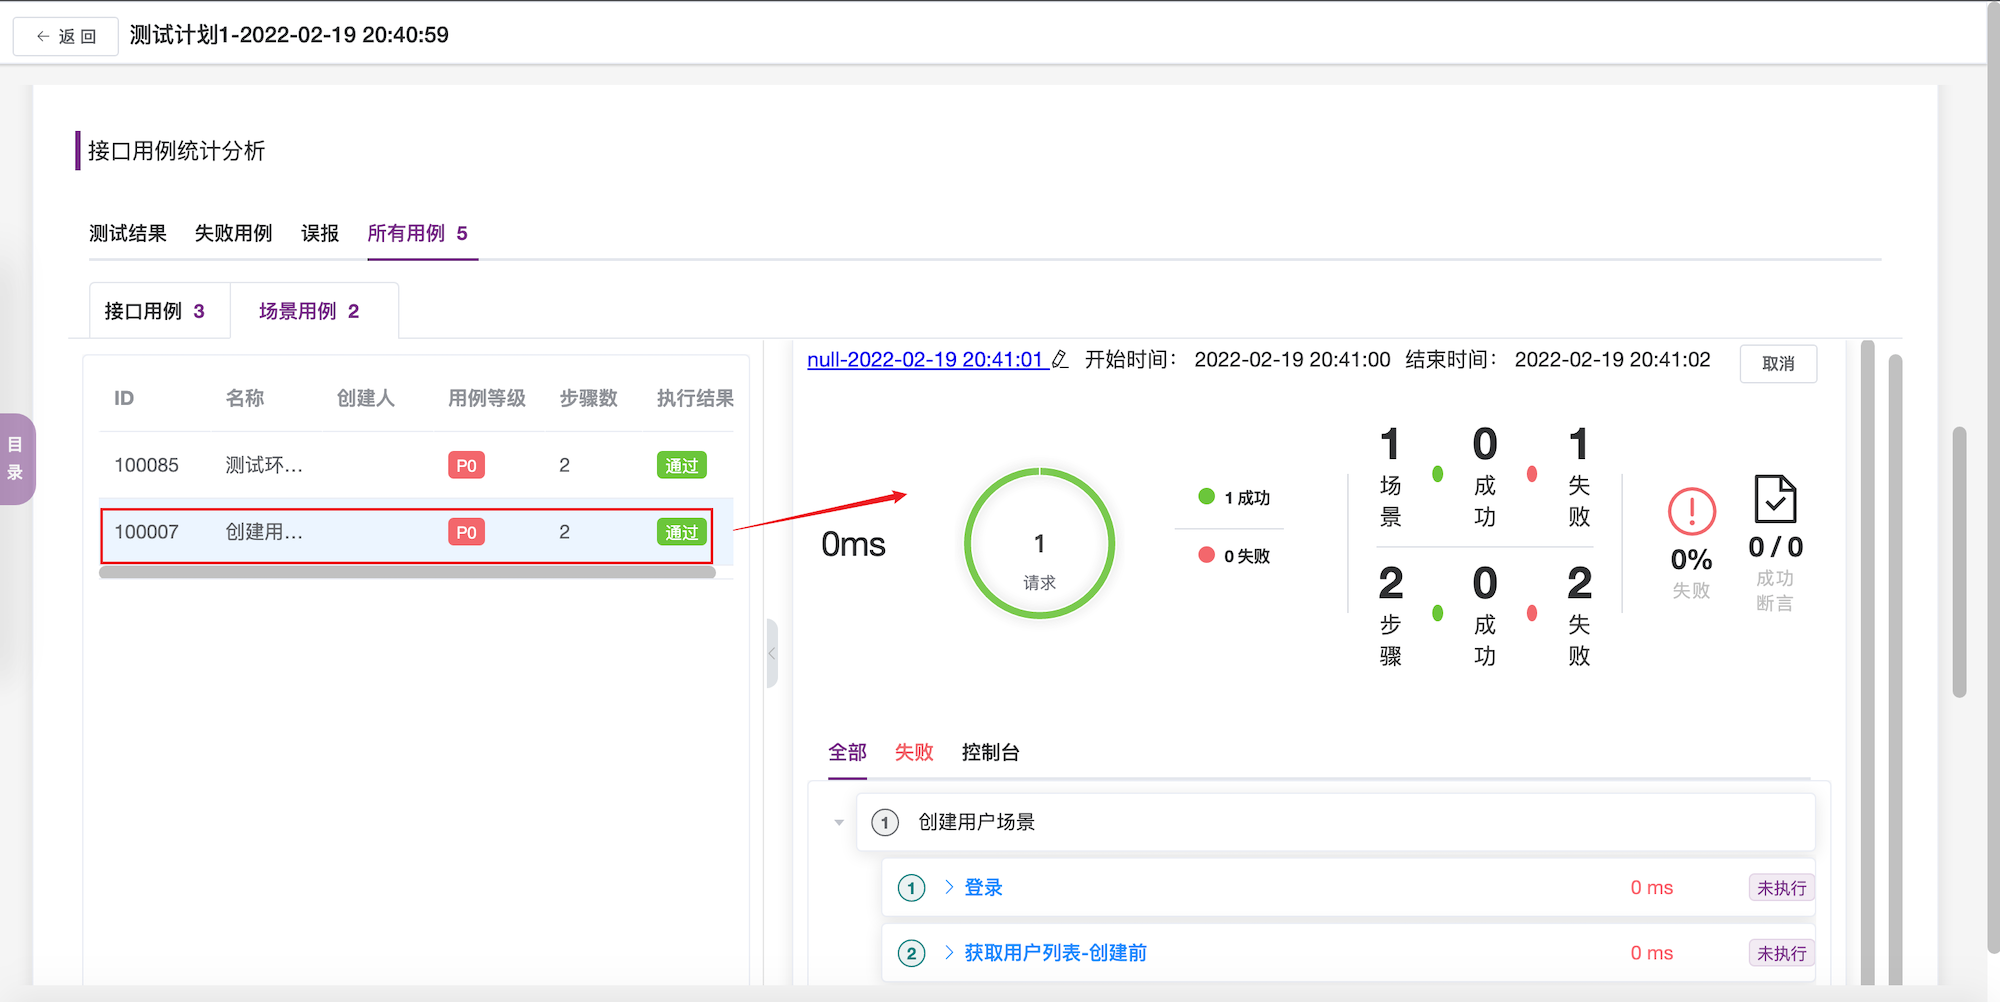 ← 返 回 测试计划1-2022-02-19 20:40:59
接口用例统计分析
测试结果 失败用例 误报 所有用例 5
接口用例 3 场景用例 2
目录
ID 名称 创建人 用例等级 步骤数 执行结果
100085 测试环... P0 2 通过
100007 创建用... P0 2 通过
null-2022-02-19 20:41:01 开始时间： 2022-02-19 20:41:00 结束时间： 2022-02-19 20:41:02 取消
0ms
1
请求
1 成功
0 失败
1 0 1
场景 成功 失败
2 0 2
步骤 成功 失败
0%
失败
0 / 0
成功
断言
全部 失败 控制台
1 创建用户场景
1 登录 0 ms 未执行
2 获取用户列表-创建前 0 ms 未执行